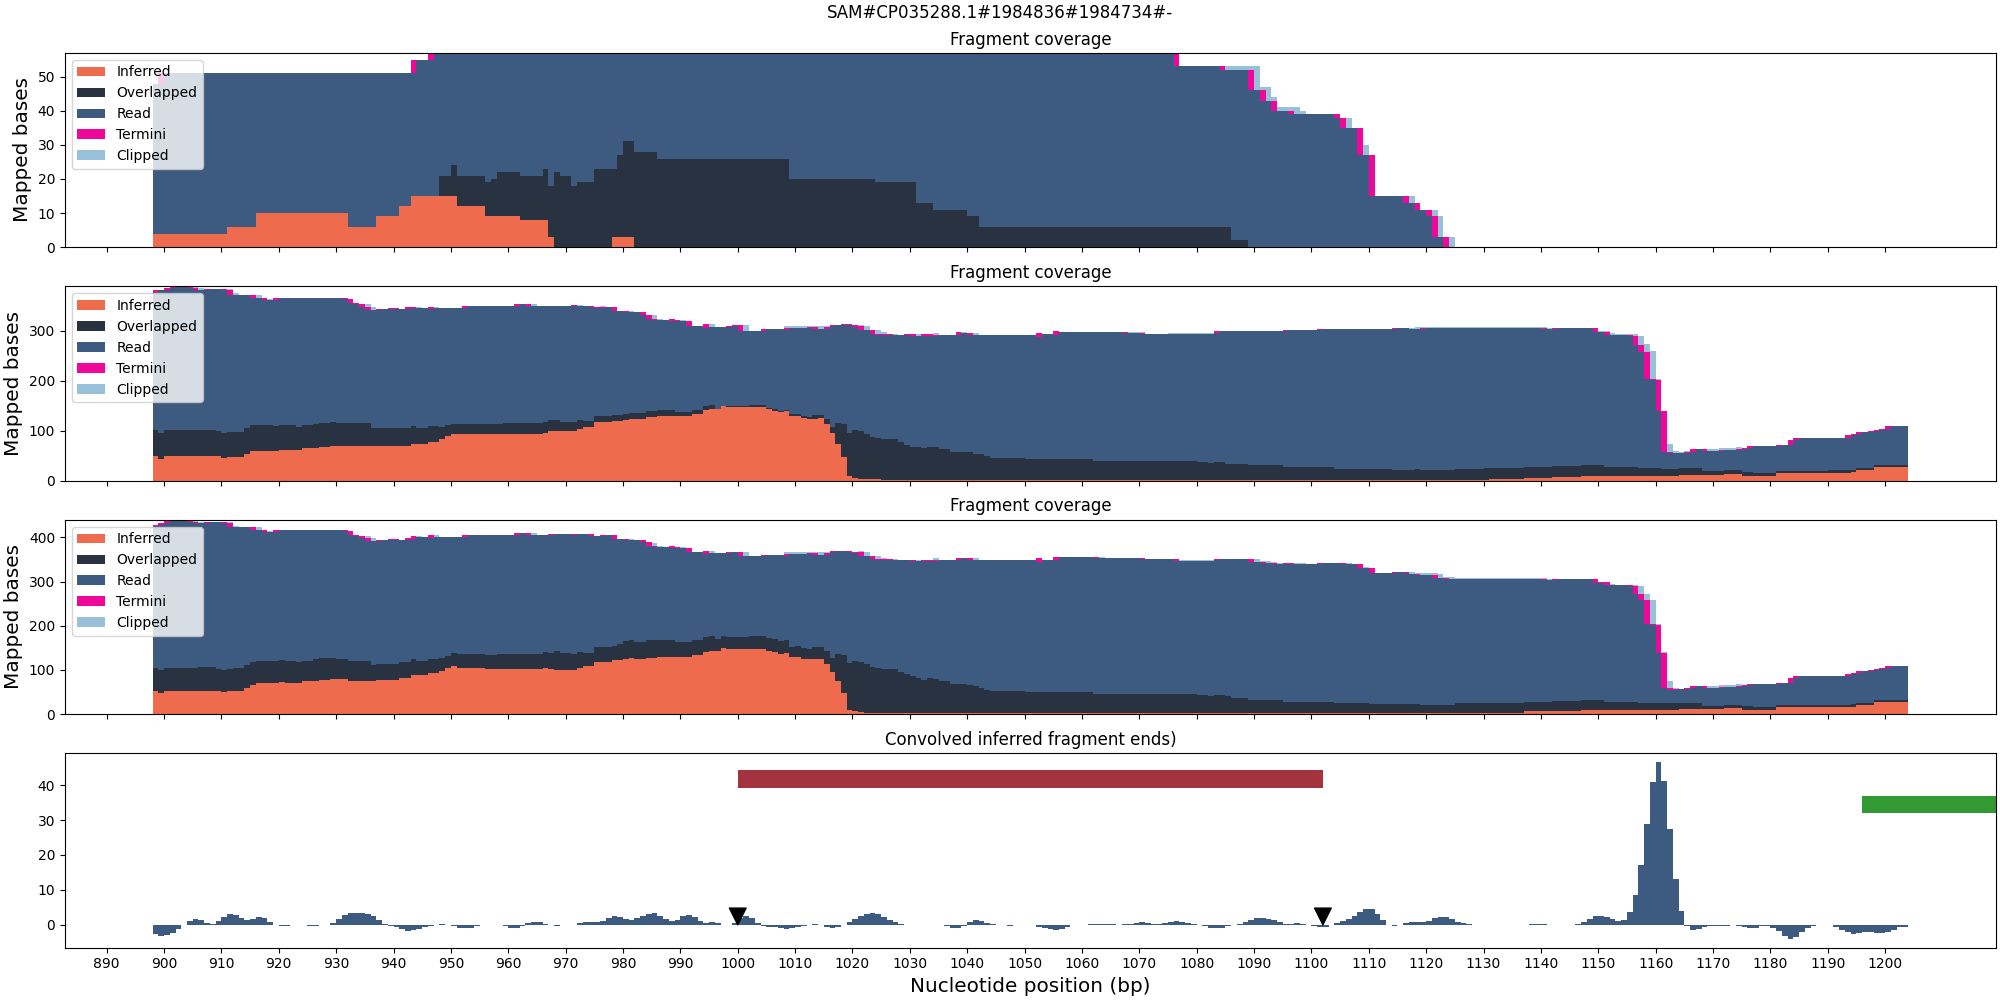 SAM#CP035288.1#1984836#1984734#-
Fragment coverage
Mapped bases
50
40
30
20
10
0
Inferred
Overlapped
Read
Termini
Clipped
Fragment coverage
Mapped bases
300
200
100
0
Inferred
Overlapped
Read
Termini
Clipped
Fragment coverage
Mapped bases
400
300
200
100
0
Inferred
Overlapped
Read
Termini
Clipped
Convolved inferred fragment ends)
40
30
20
10
0
890 900 910 920 930 940 950 960 970 980 990 1000 1010 1020 1030 1040 1050 1060 1070 1080 1090 1100 1110 1120 1130 1140 1150 1160 1170 1180 1190 1200
Nucleotide position (bp)